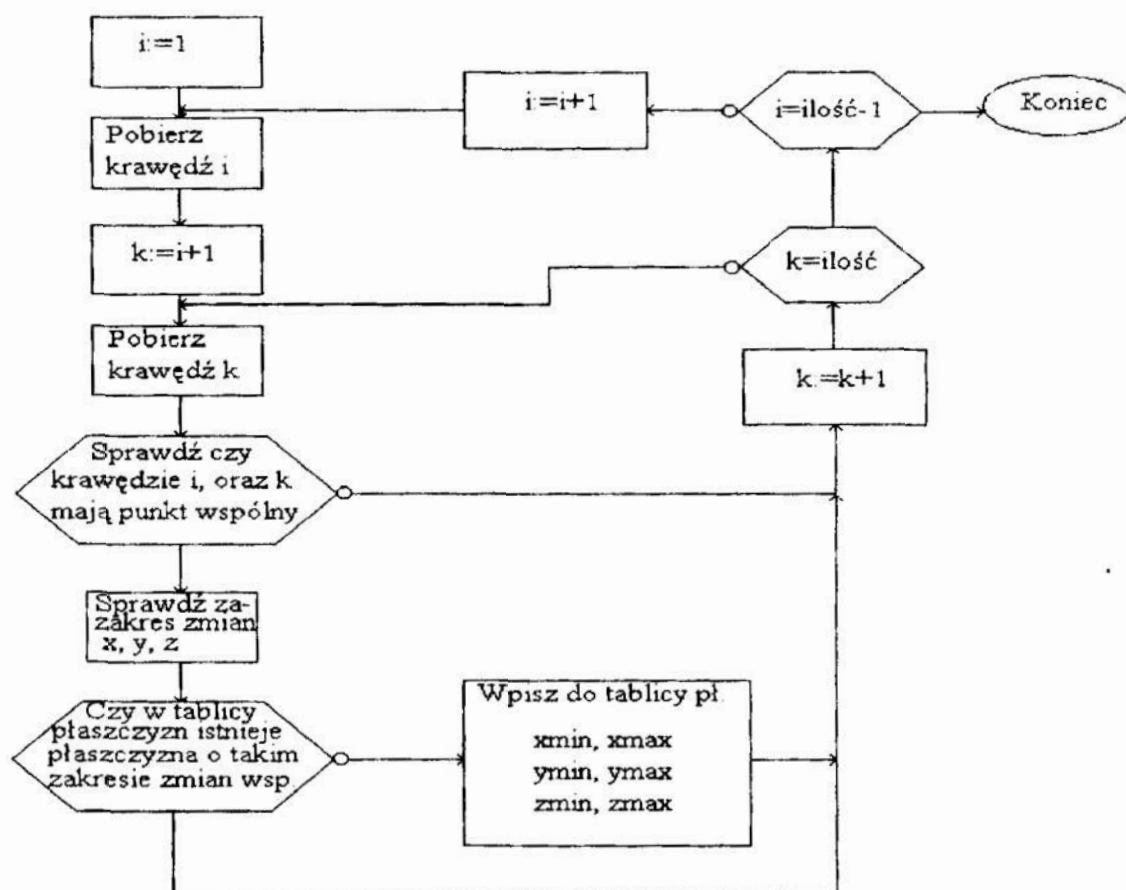 i:=1
i:=i+1
i=ilość-1
Koniec
Pobierz
krawędź i
k:=i+1
k=ilość
Pobierz
krawędź k
k:=k+1
Sprawdź czy
krawędzie i, oraz k
mają punkt wspólny
Sprawdź za-
zakres zmian
x, y, z
Czy w tablicy
płaszczyzn istnieje
płaszczyzna o takim
zakresie zmian wsp.
Wpisz do tablicy pł.
xmin, xmax
ymin, ymax
zmin, zmax